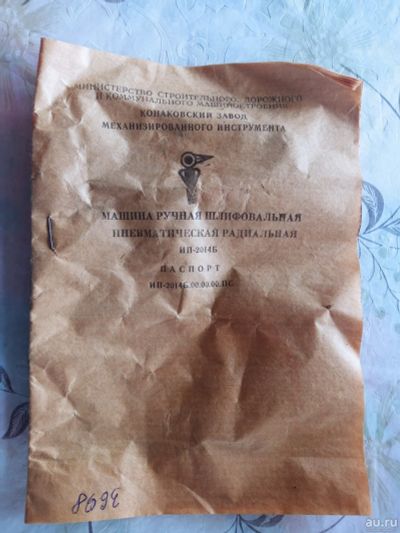 МИНИСТЕРСТВО СТРОИТЕЛЬНОГО, ДОРОЖНОГО
И КОММУНАЛЬНОГО МАШИНОСТРОЕНИЯ
КОНАКОВСКИЙ ЗАВОД
МЕХАНИЗИРОВАННОГО ИНСТРУМЕНТА
МАШИНА РУЧНАЯ ШЛИФОВАЛЬНАЯ
ПНЕВМАТИЧЕСКАЯ РАДИАЛЬНАЯ
ИП-2014Б
ПАСПОРТ
ИП-2014Б.00.00.00.ПС
au.ru